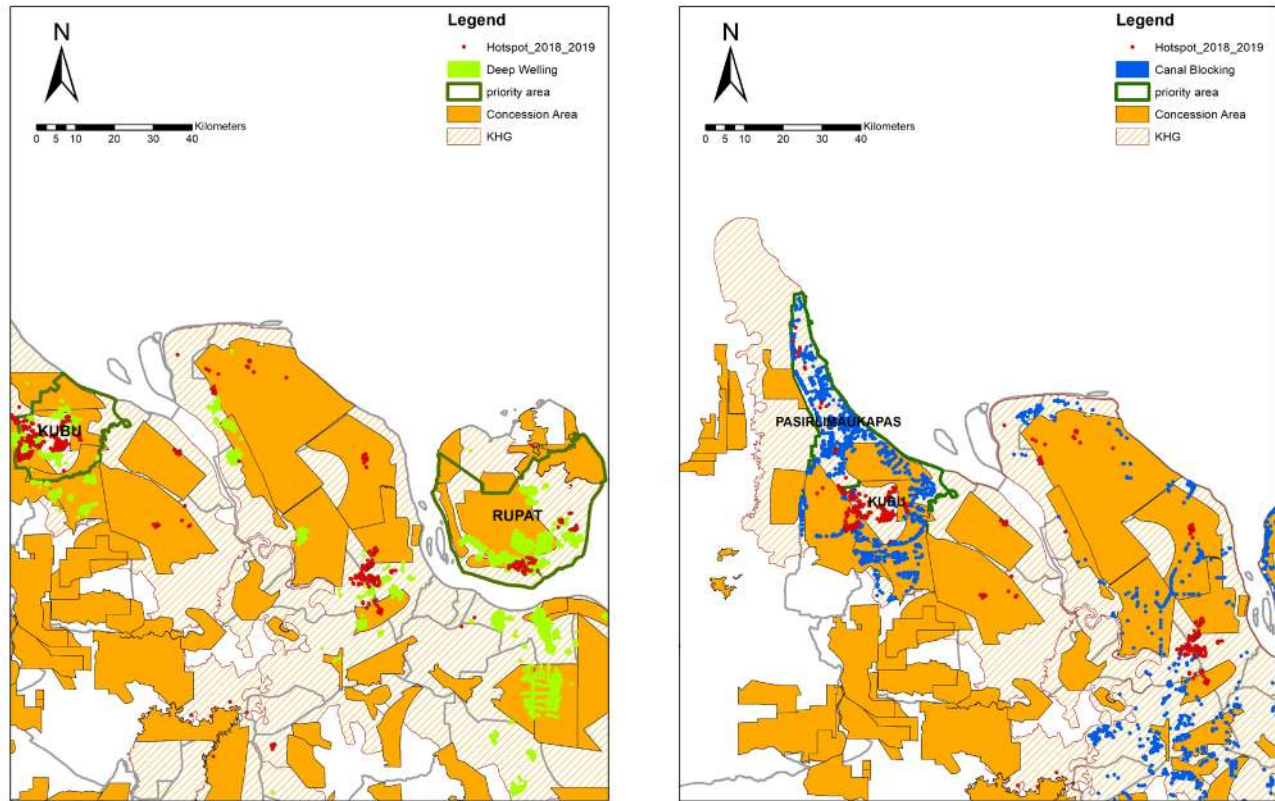 N
Legend
Hotspot_2018_2019
Deep Welling
priority area
Concession Area
KHG
Kilometers
0 5 10 20 30 40
KUBU
RUPAT
N
Legend
Hotspot_2018_2019
Canal Blocking
priority area
Concession Area
KHG
Kilometers
0 5 10 20 30 40
PASIRLIMAUKAPAS
KUBU